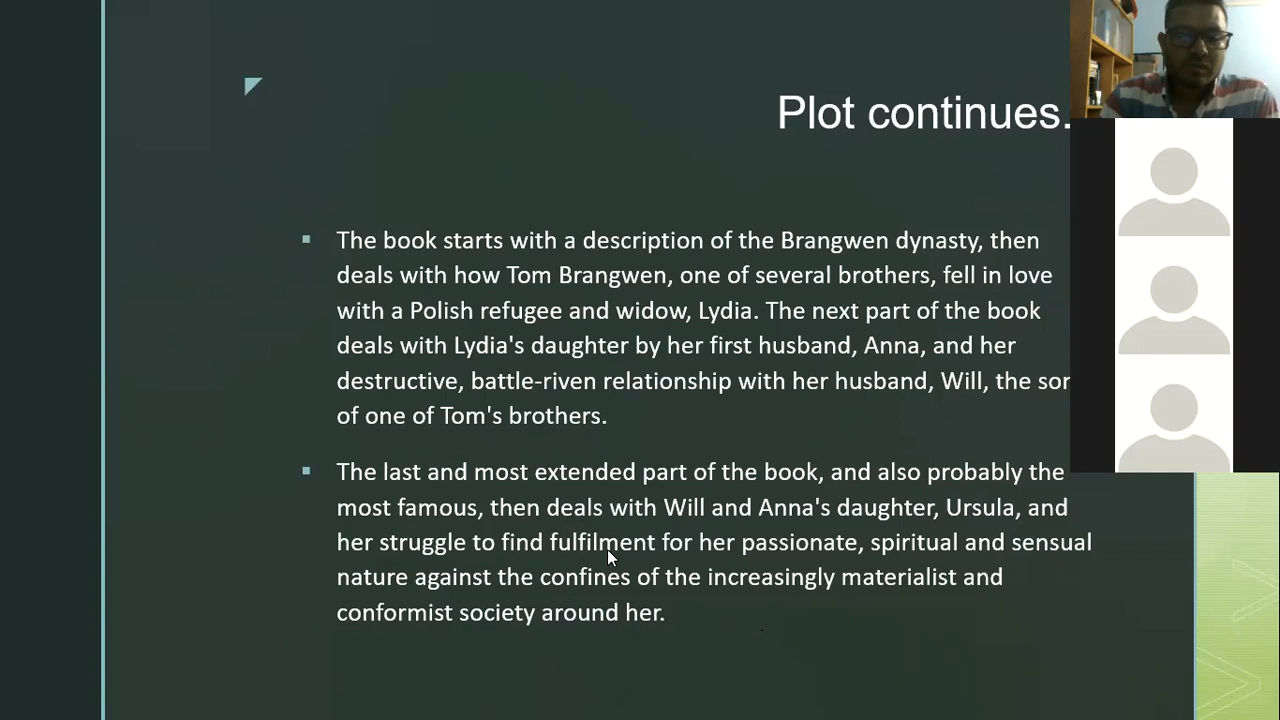 Plot continues.
The book starts with a description of the Brangwen dynasty, then
deals with how Tom Brangwen, one of several brothers, fell in love
with a Polish refugee and widow, Lydia. The next part of the book
deals with Lydia's daughter by her first husband, Anna, and her
destructive, battle-riven relationship with her husband, Will, the
of one of Tom's brothers.
The last and most extended part of the book, and also probably the
most famous, then deals with Will and Anna's daughter, Ursula, and
her struggle to find fulfilment for her passionate, spiritual and sensual
nature against the confines of the increasingly materialist and
conformist society around her.